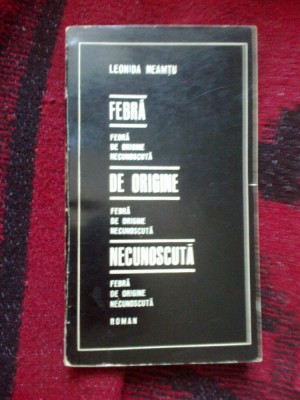 LEONIDA NEAMȚU
FEBRĂ
FEBRĂ
DE ORIGINE
NECUNOSCUTĂ
DE ORIGINE
FEBRĂ
DE ORIGINE
NECUNOSCUTĂ
NECUNOSCUTĂ
FEBRĂ
DE ORIGINE
NECUNOSCUTĂ
ROMAN